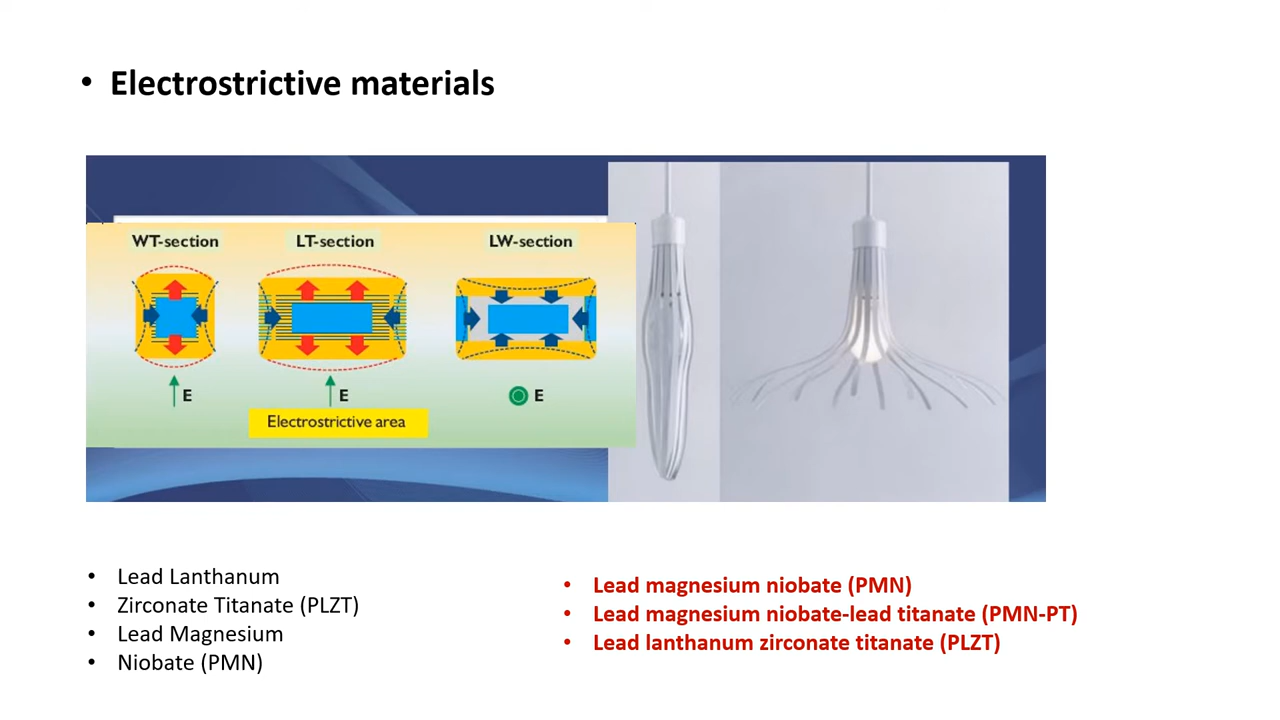 • Electrostrictive materials
WT-section
LT-section
LW-section
E
E
E
Electrostrictive area
• Lead Lanthanum
• Zirconate Titanate (PLZT)
• Lead Magnesium
• Niobate (PMN)
• Lead magnesium niobate (PMN)
• Lead magnesium niobate-lead titanate (PMN-PT)
• Lead lanthanum zirconate titanate (PLZT)